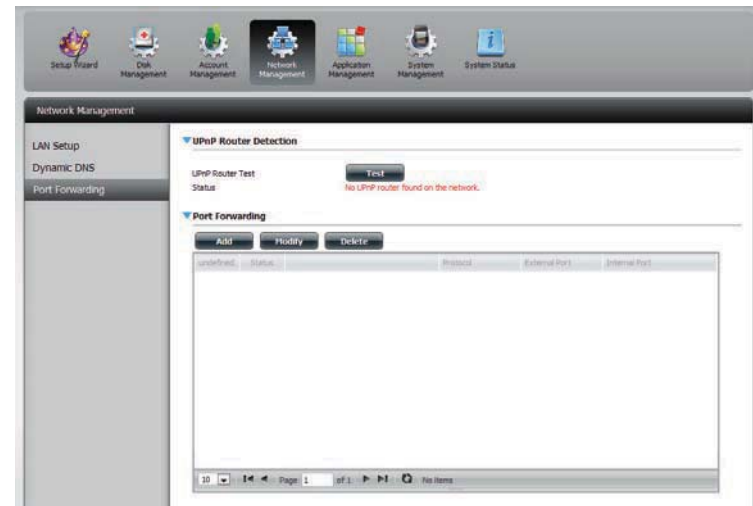 Setup Wizard
Disk Management
Account Management
Network Management
Application Management
System Management
System Status
Network Management
LAN Setup
Dynamic DNS
Port Forwarding
UPnP Router Detection
UPnP Router Test Test
Status No UPnP router found on the network.
Port Forwarding
Add Modify Delete
undefined Status Protocol External Port Internal Port
10 Page 1 of 1 No items